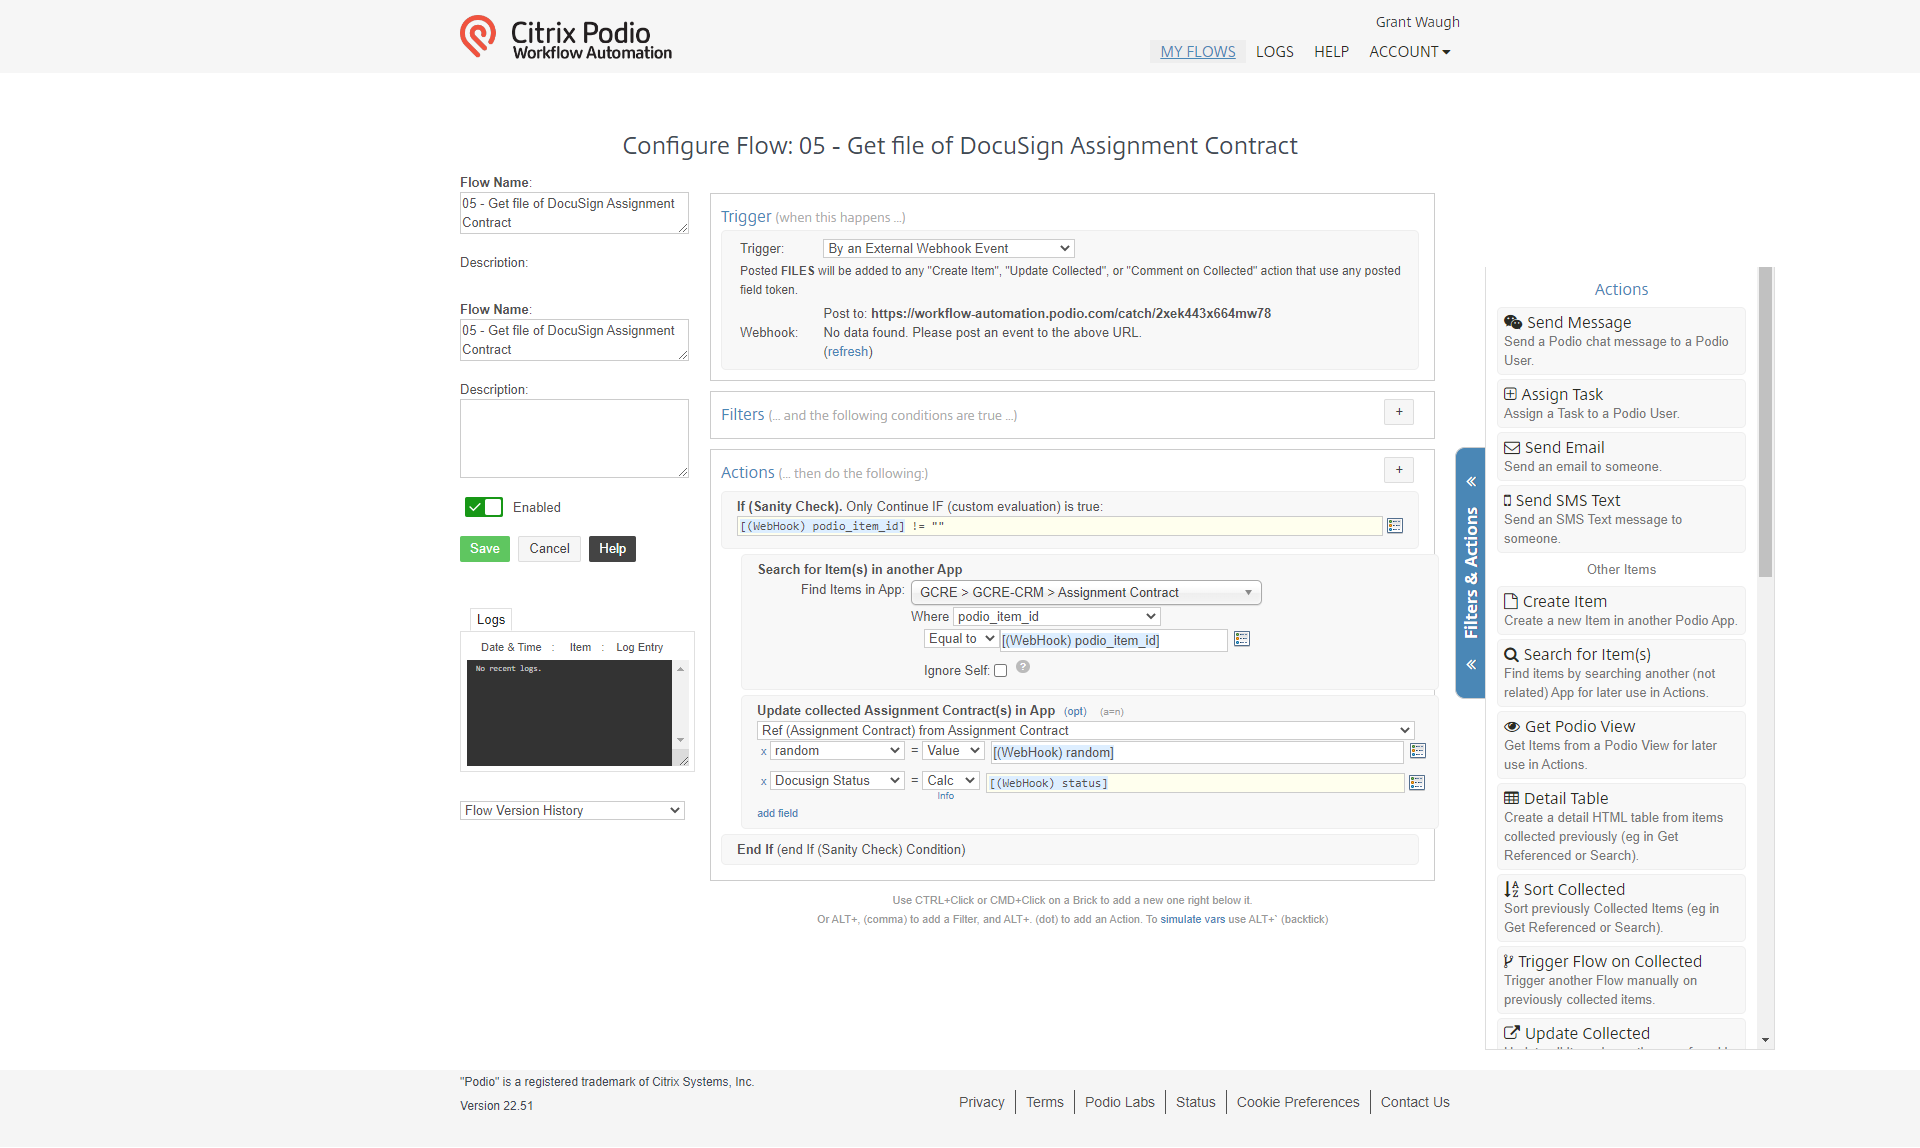 Citrix Podio
Workflow Automation
Grant Waugh
MY FLOWS LOGS HELP ACCOUNT
Configure Flow: 05 - Get file of DocuSign Assignment Contract
Flow Name:
05 - Get file of DocuSign Assignment
Contract
Description:
Flow Name:
05 - Get file of DocuSign Assignment
Contract
Description:
Enabled
Save Cancel Help
Logs
Date & Time : Item : Log Entry
No recent logs.
Flow Version History
Trigger (when this happens ...)
Trigger: By an External Webhook Event
Posted FILES will be added to any "Create Item", "Update Collected", or "Comment on Collected" action that use any posted
field token.
Post to: https://workflow-automation.podio.com/catch/2xek443x664mw78
Webhook: No data found. Please post an event to the above URL.
(refresh)
Filters (... and the following conditions are true ...)
+
Actions (... then do the following:)
+
If (Sanity Check). Only Continue IF (custom evaluation) is true:
[(WebHook) podio_item_id] != ""
Search for Item(s) in another App
Find Items in App: GCRE > GCRE-CRM > Assignment Contract
Where podio_item_id
Equal to [(WebHook) podio_item_id]
Ignore Self: ?
Update collected Assignment Contract(s) in App (opt) (a=n)
Ref (Assignment Contract) from Assignment Contract
x random = Value [(WebHook) random]
x Docusign Status = Calc [(WebHook) status]
Info
add field
End If (end If (Sanity Check) Condition)
Use CTRL+Click or CMD+Click on a Brick to add a new one right below it.
Or ALT+, (comma) to add a Filter, and ALT+. (dot) to add an Action. To simulate vars use ALT+` (backtick)
« Filters & Actions «
Actions
Send Message
Send a Podio chat message to a Podio
User.
Assign Task
Assign a Task to a Podio User.
Send Email
Send an email to someone.
Send SMS Text
Send an SMS Text message to
someone.
Other Items
Create Item
Create a new Item in another Podio App.
Search for Item(s)
Find items by searching another (not
related) App for later use in Actions.
Get Podio View
Get Items from a Podio View for later
use in Actions.
Detail Table
Create a detail HTML table from items
collected previously (eg in Get
Referenced or Search).
Sort Collected
Sort previously Collected Items (eg in
Get Referenced or Search).
Trigger Flow on Collected
Trigger another Flow manually on
previously collected items.
Update Collected
"Podio" is a registered trademark of Citrix Systems, Inc.
Version 22.51
Privacy Terms Podio Labs Status Cookie Preferences Contact Us